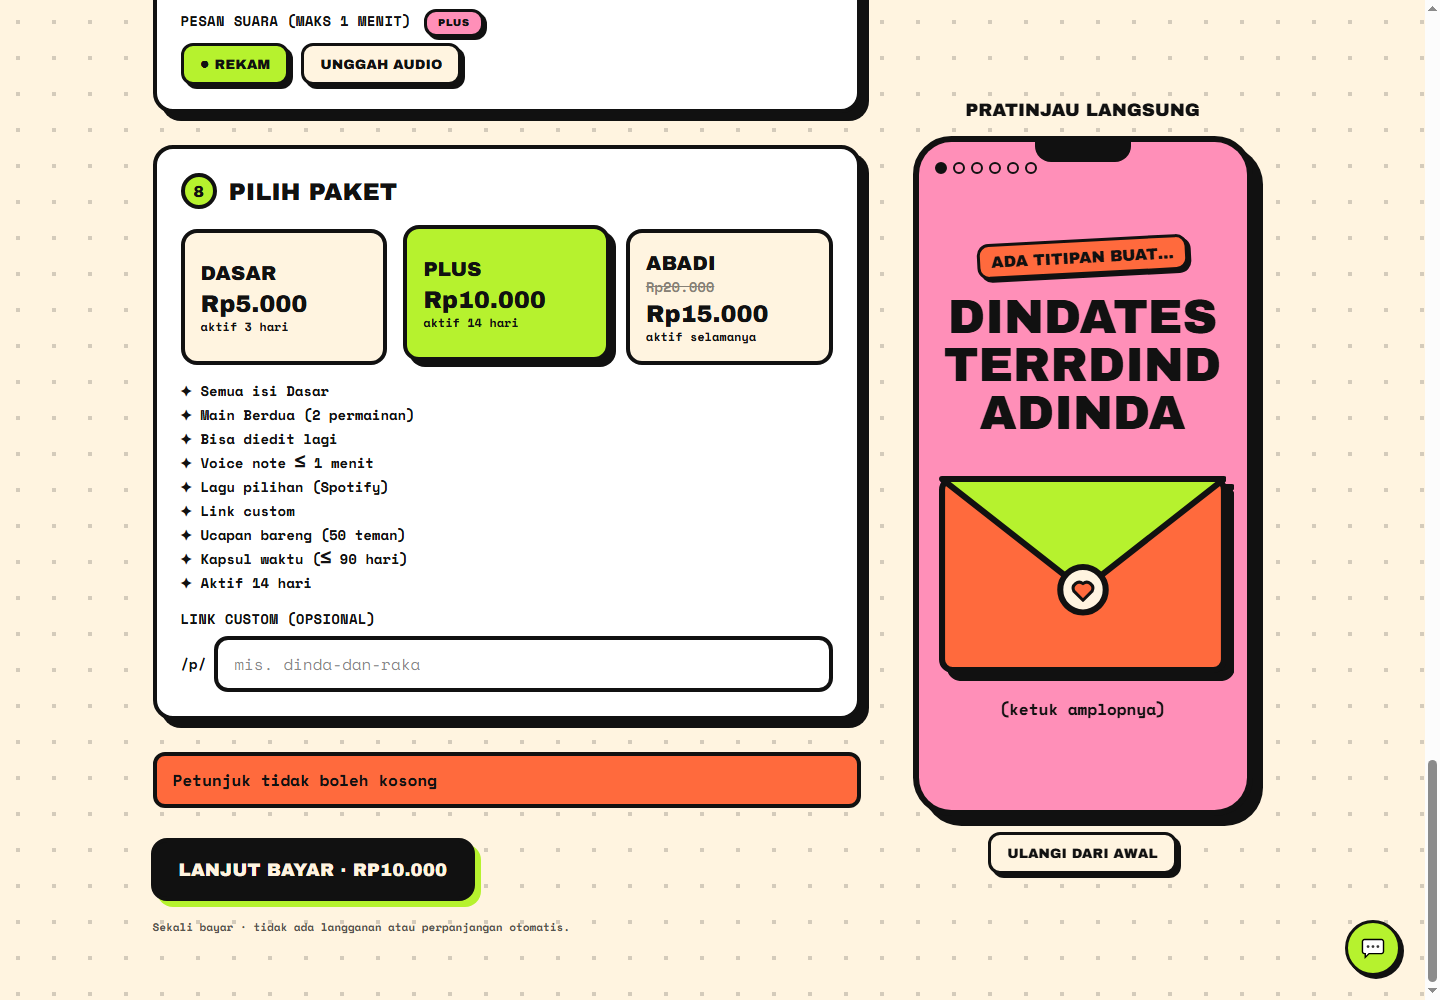 PESAN SUARA (MAKS 1 MENIT) PLUS
REKAM
UNGGAH AUDIO
8 PILIH PAKET
DASAR
Rp5.000
aktif 3 hari
PLUS
Rp10.000
aktif 14 hari
ABADI
Rp20.000
Rp15.000
aktif selamanya
✦ Semua isi Dasar
✦ Main Berdua (2 permainan)
✦ Bisa diedit lagi
✦ Voice note ≤ 1 menit
✦ Lagu pilihan (Spotify)
✦ Link custom
✦ Ucapan bareng (50 teman)
✦ Kapsul waktu (≤ 90 hari)
✦ Aktif 14 hari
LINK CUSTOM (OPSIONAL)
/p/ mis. dinda-dan-raka
Petunjuk tidak boleh kosong
LANJUT BAYAR · RP10.000
Sekali bayar · tidak ada langganan atau perpanjangan otomatis.
PRATINJAU LANGSUNG
ADA TITIPAN BUAT...
DINDATES
TERRDIND
ADINDA
(ketuk amplopnya)
ULANGI DARI AWAL